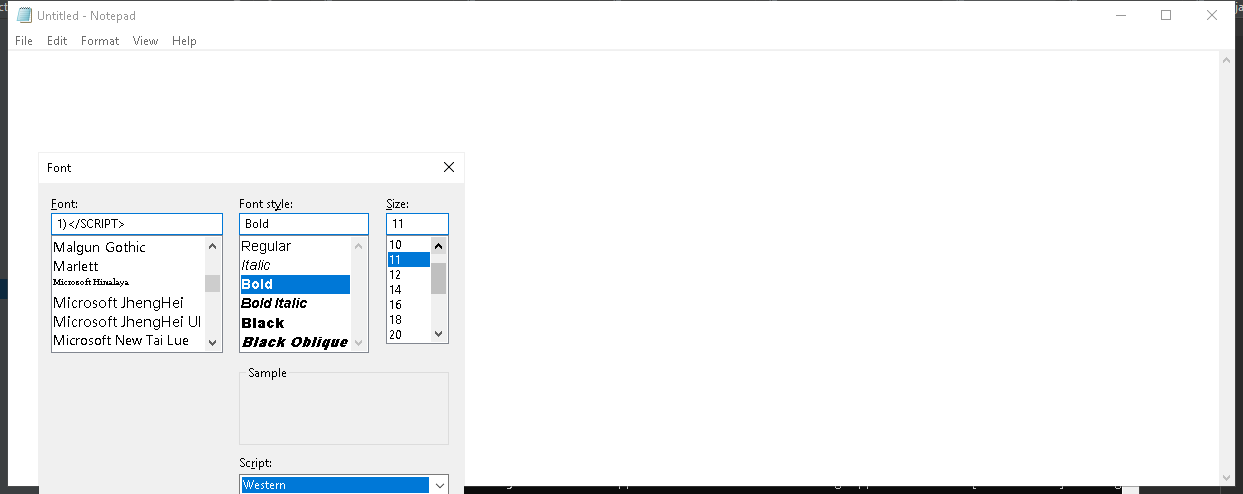 Untitled - Notepad
File Edit Format View Help
Font
Font: Font style: Size:
1)</SCRIPT> Bold 11
Malgun Gothic
Marlett
Microsoft Himalaya
Microsoft JhengHei
Microsoft JhengHei UI
Microsoft New Tai Lue
Regular
Italic
Bold
Bold Italic
Black
Black Oblique
10
11
12
14
16
18
20
Sample
Script:
Western